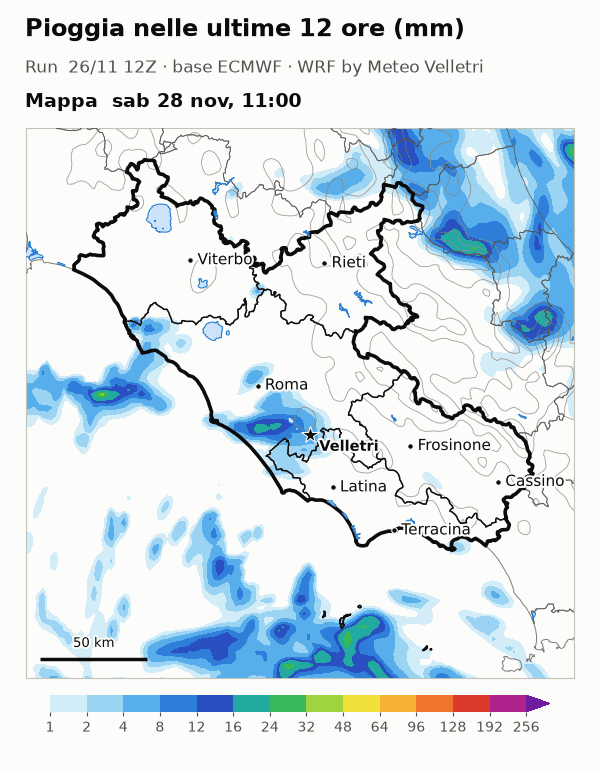 Pioggia nelle ultime 12 ore (mm)
Run 26/11 12Z · base ECMWF · WRF by Meteo Velletri
Mappa sab 28 nov, 11:00
Viterbo
Rieti
Roma
Velletri
Frosinone
Cassino
Latina
Terracina
50 km
1 2 4 8 12 16 24 32 48 64 96 128 192 256